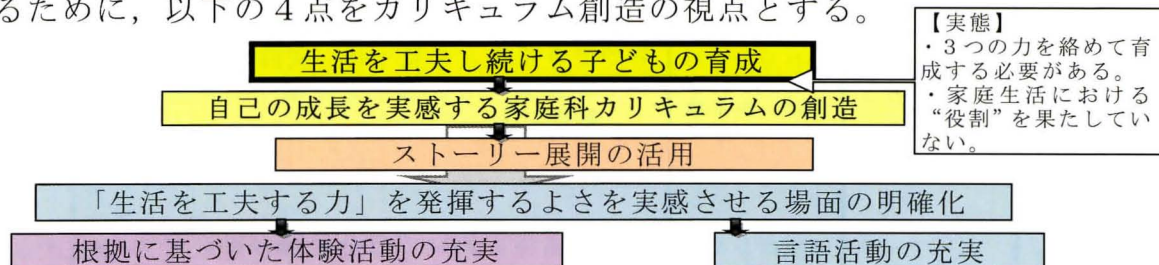 るために，以下の４点をカリキュラム創造の視点とする。
【実態】
・３つの力を絡めて育
成する必要がある。
・家庭生活における
“役割”を果たしてい
ない。
生活を工夫し続ける子どもの育成
自己の成長を実感する家庭科カリキュラムの創造
ストーリー展開の活用
「生活を工夫する力」を発揮するよさを実感させる場面の明確化
根拠に基づいた体験活動の充実
言語活動の充実